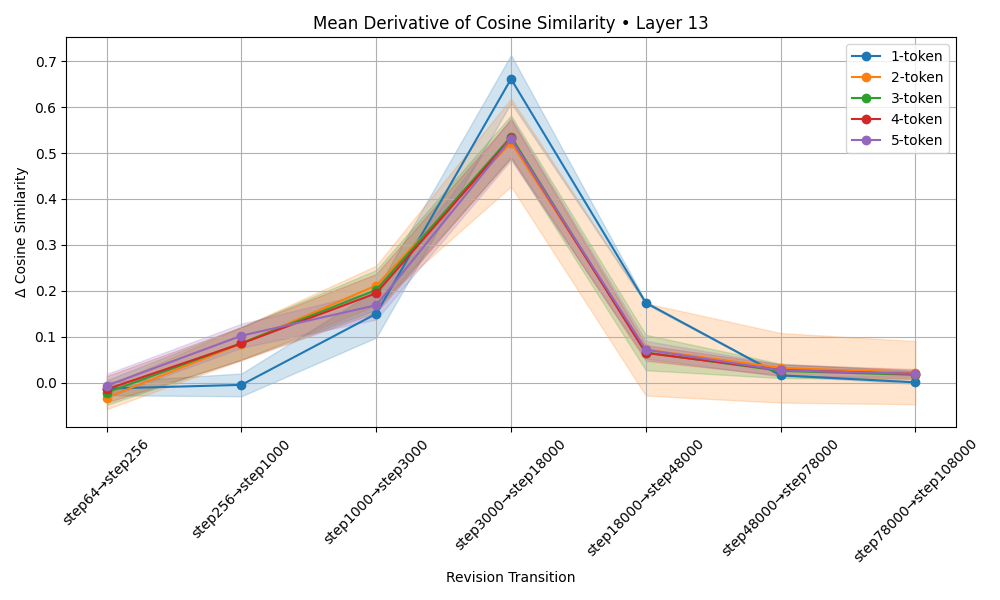 Mean Derivative of Cosine Similarity • Layer 13
Δ Cosine Similarity
0.7
0.6
0.5
0.4
0.3
0.2
0.1
0.0
1-token
2-token
3-token
4-token
5-token
step64→step256
step256→step1000
step1000→step3000
step3000→step18000
step18000→step48000
step48000→step78000
step78000→step108000
Revision Transition